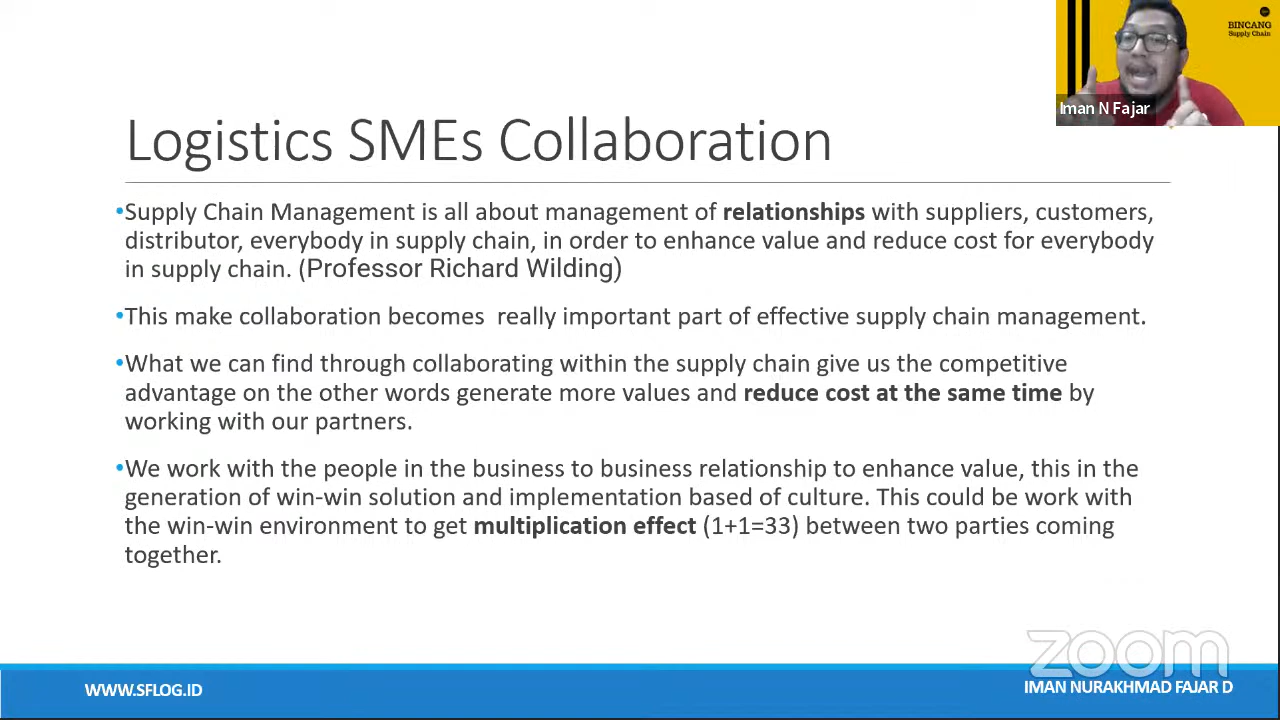 BINCANG
Supply Chain
Iman N Fajar
Logistics SMEs Collaboration
•Supply Chain Management is all about management of relationships with suppliers, customers,
distributor, everybody in supply chain, in order to enhance value and reduce cost for everybody
in supply chain. (Professor Richard Wilding)
•This make collaboration becomes  really important part of effective supply chain management.
•What we can find through collaborating within the supply chain give us the competitive
advantage on the other words generate more values and reduce cost at the same time by
working with our partners.
•We work with the people in the business to business relationship to enhance value, this in the
generation of win-win solution and implementation based of culture. This could be work with
the win-win environment to get multiplication effect (1+1=33) between two parties coming
together.
zoom
WWW.SFLOG.ID
IMAN NURAKHMAD FAJAR D